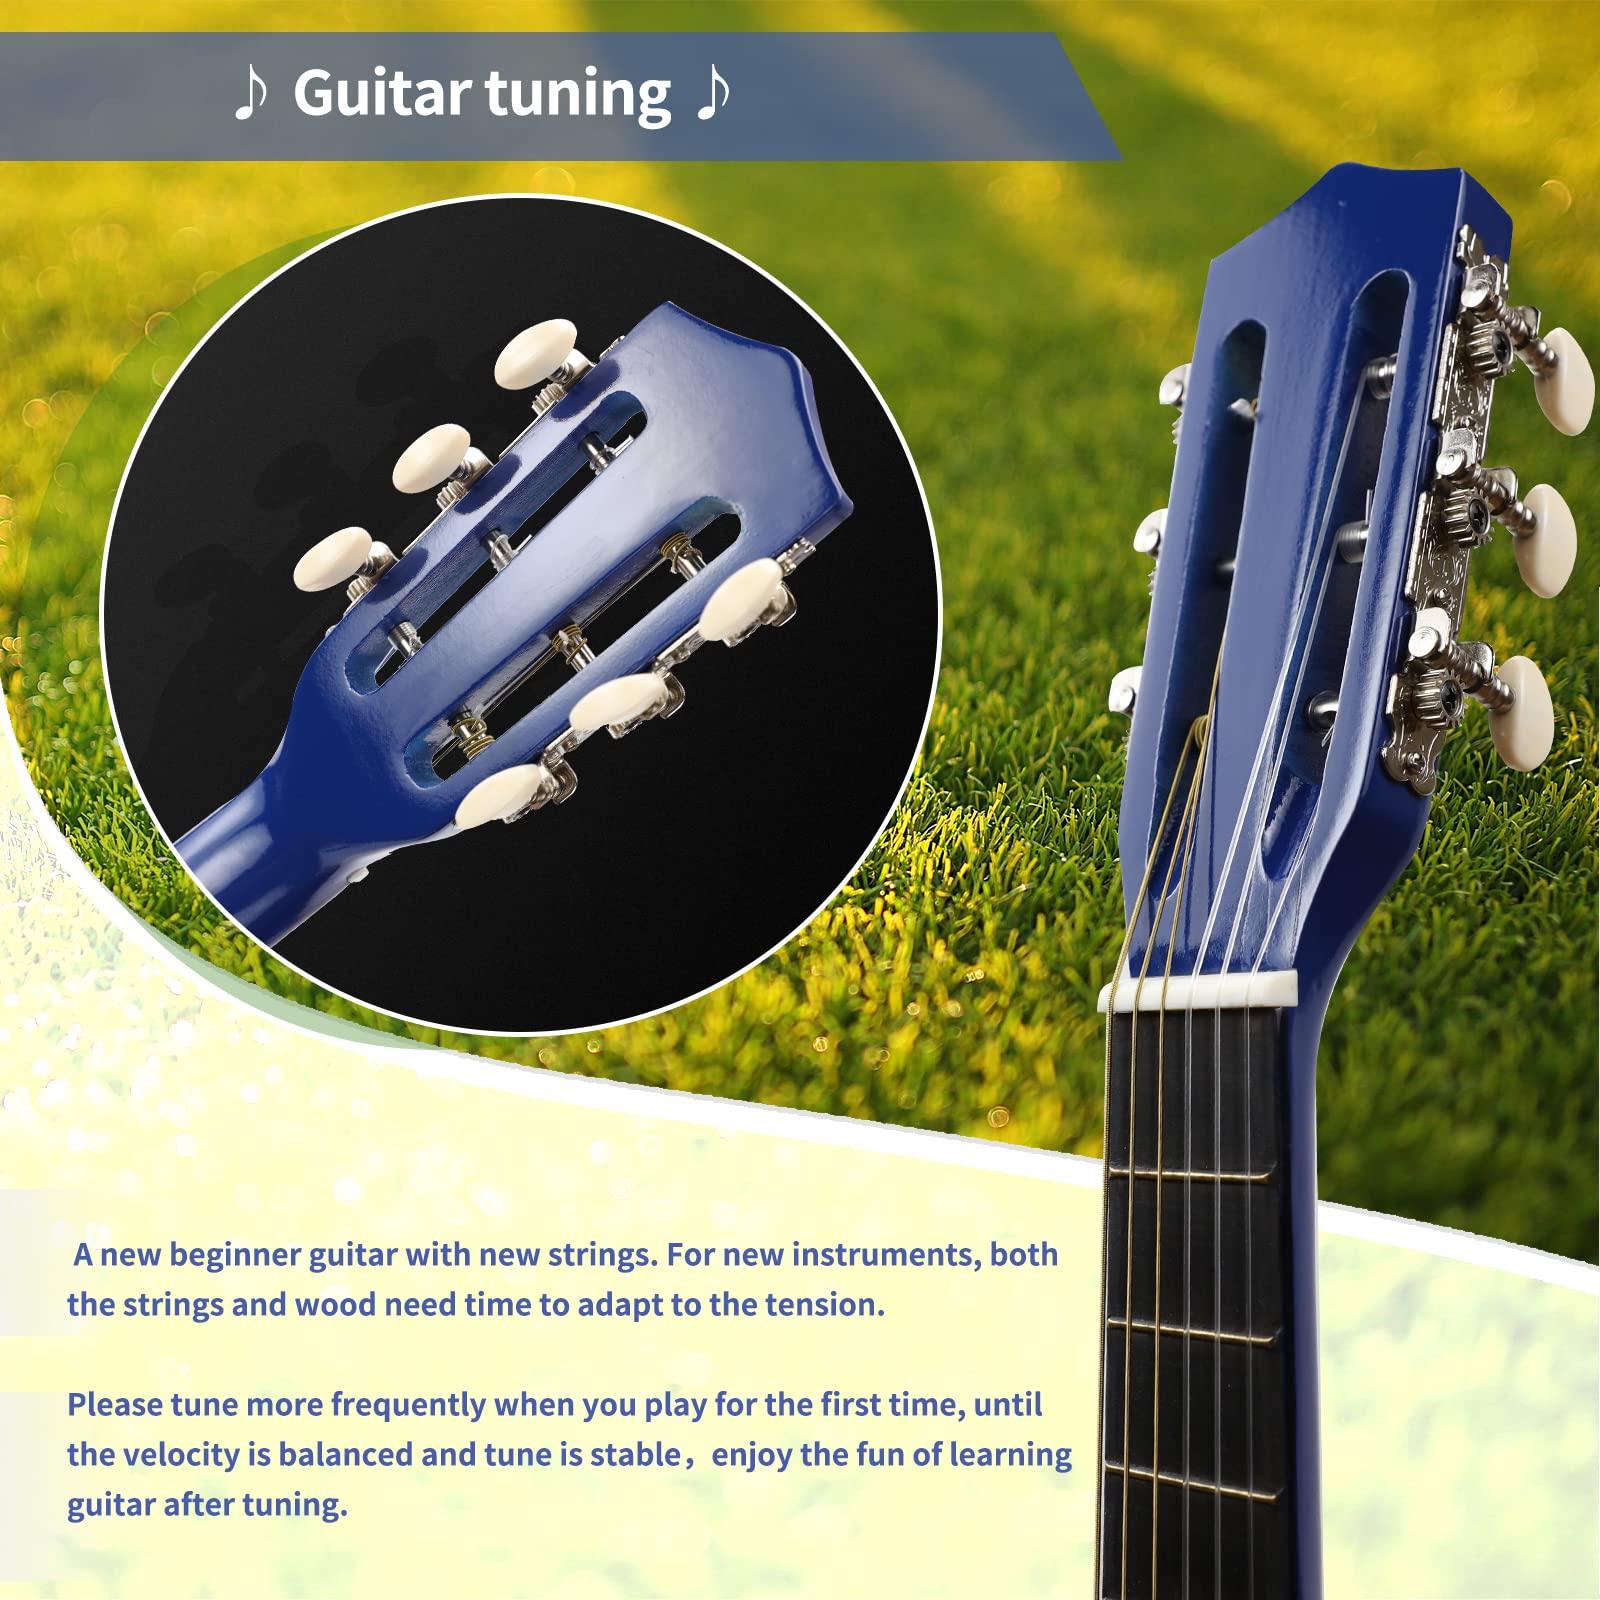 ♪ Guitar tuning ♪
A new beginner guitar with new strings. For new instruments, both
the strings and wood need time to adapt to the tension.
Please tune more frequently when you play for the first time, until
the velocity is balanced and tune is stable，enjoy the fun of learning
guitar after tuning.